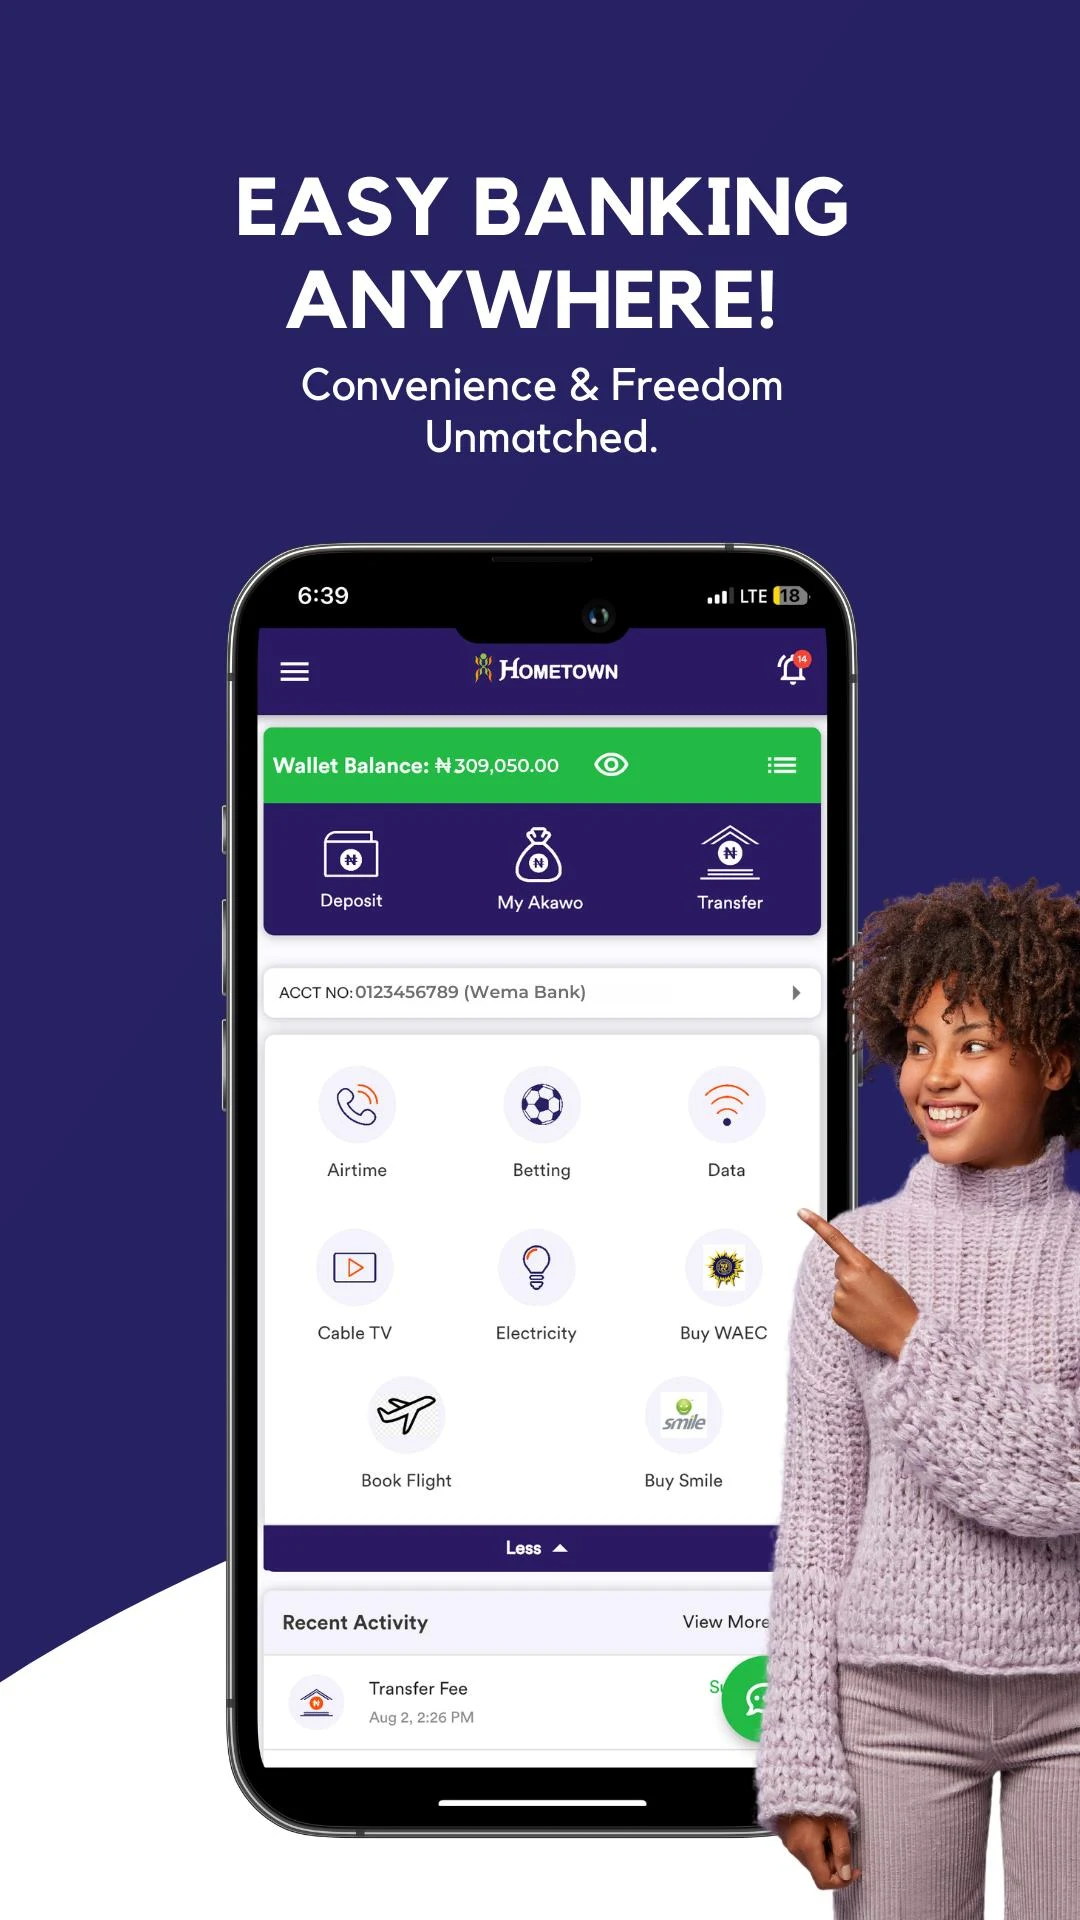 EASY BANKING
ANYWHERE!
Convenience & Freedom
Unmatched.
6:39
LTE 18
HOMETOWN
14
Wallet Balance: ₦309,050.00
Deposit
My Akawo
Transfer
ACCT NO:0123456789 (Wema Bank)
Airtime
Betting
Data
Cable TV
Electricity
Buy WAEC
smile
Book Flight
Buy Smile
Less
Recent Activity
View More
Transfer Fee
Aug 2, 2:26 PM